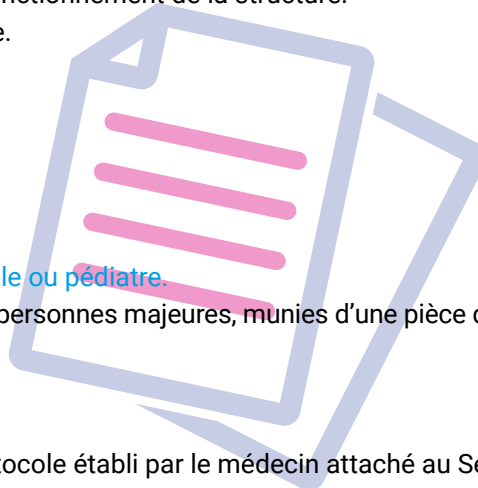 nctionnement de la structure.
e.
le ou pédiatre.
personnes majeures, munies d'une pièce d
tocole établi par le médecin attaché au Se